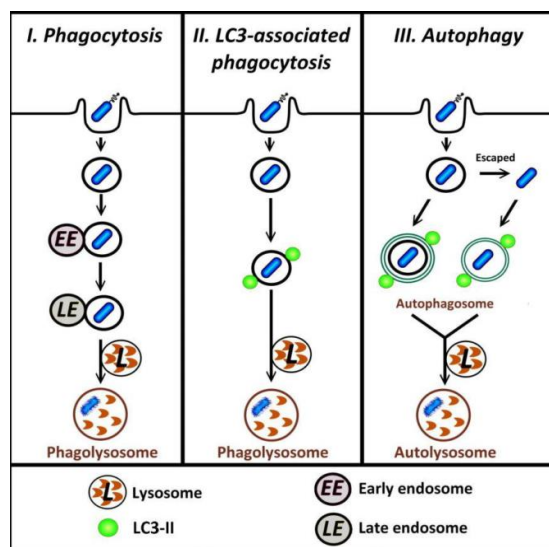 I. Phagocytosis
II. LC3-associated
phagocytosis
III. Autophagy
Escaped
EE
LE
Autophagosome
L
L
L
Phagolysosome
Phagolysosome
Autolysosome
L Lysosome
EE Early endosome
LC3-II
LE Late endosome